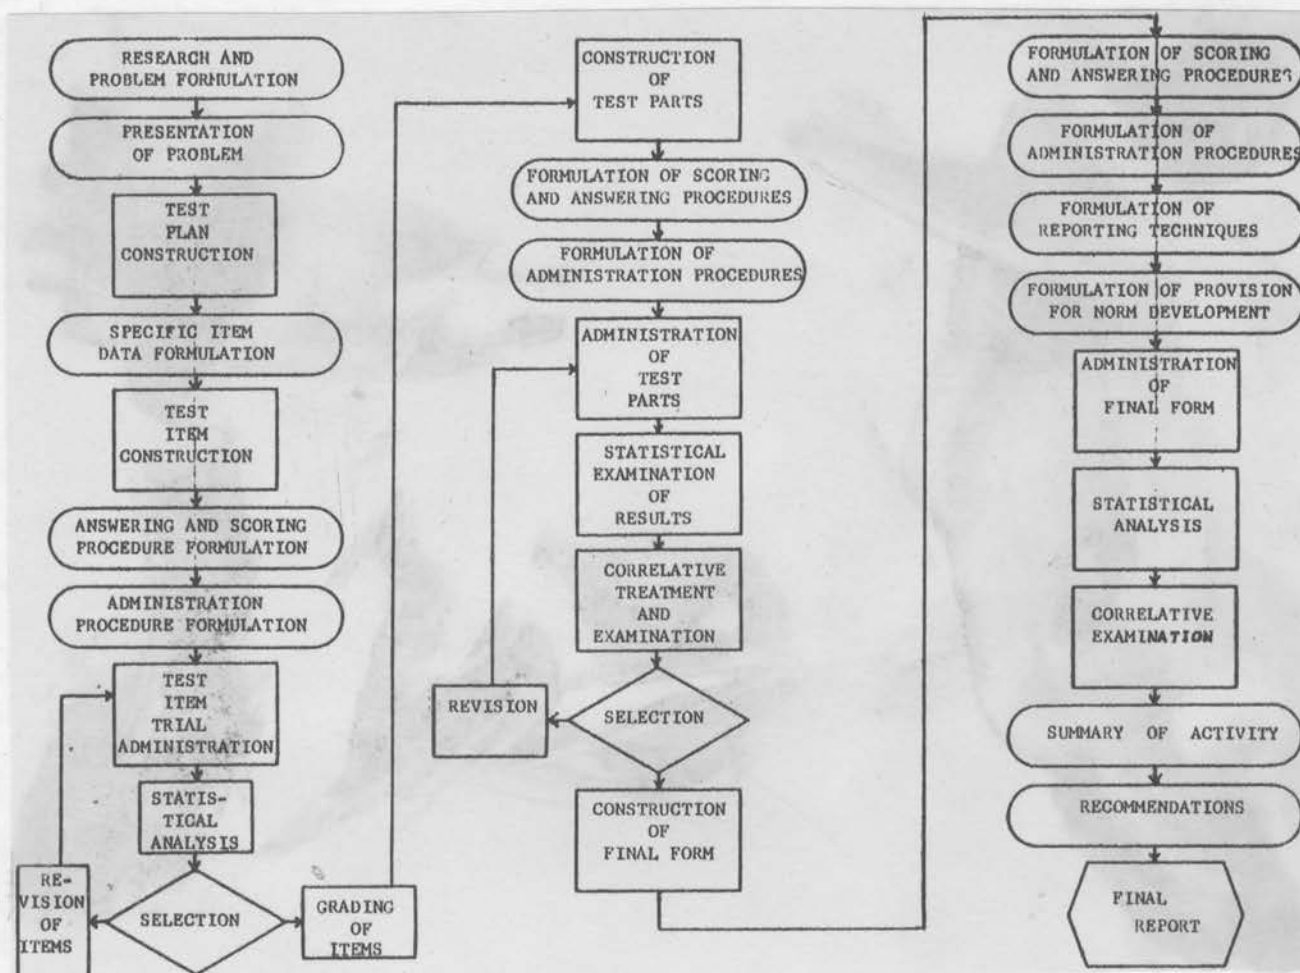 RESEARCH AND
PROBLEM FORMULATION
PRESENTATION
OF PROBLEM
TEST
PLAN
CONSTRUCTION
SPECIFIC ITEM
DATA FORMULATION
TEST
ITEM
CONSTRUCTION
ANSWERING AND SCORING
PROCEDURE FORMULATION
ADMINISTRATION
PROCEDURE FORMULATION
TEST
ITEM
TRIAL
ADMINISTRATION
STATIS-
TICAL
ANALYSIS
SELECTION
RE-
VISION
OF
ITEMS
GRADING
OF
ITEMS
CONSTRUCTION
OF
TEST PARTS
FORMULATION OF SCORING
AND ANSWERING PROCEDURES
FORMULATION OF
ADMINISTRATION PROCEDURES
ADMINISTRATION
OF
TEST
PARTS
STATISTICAL
EXAMINATION
OF
RESULTS
CORRELATIVE
TREATMENT
AND
EXAMINATION
SELECTION
REVISION
CONSTRUCTION
OF
FINAL FORM
FORMULATION OF SCORING
AND ANSWERING PROCEDURES
FORMULATION OF
ADMINISTRATION PROCEDURES
FORMULATION OF
REPORTING TECHNIQUES
FORMULATION OF PROVISION
FOR NORM DEVELOPMENT
ADMINISTRATION
OF
FINAL FORM
STATISTICAL
ANALYSIS
CORRELATIVE
EXAMINATION
SUMMARY OF ACTIVITY
RECOMMENDATIONS
FINAL
REPORT